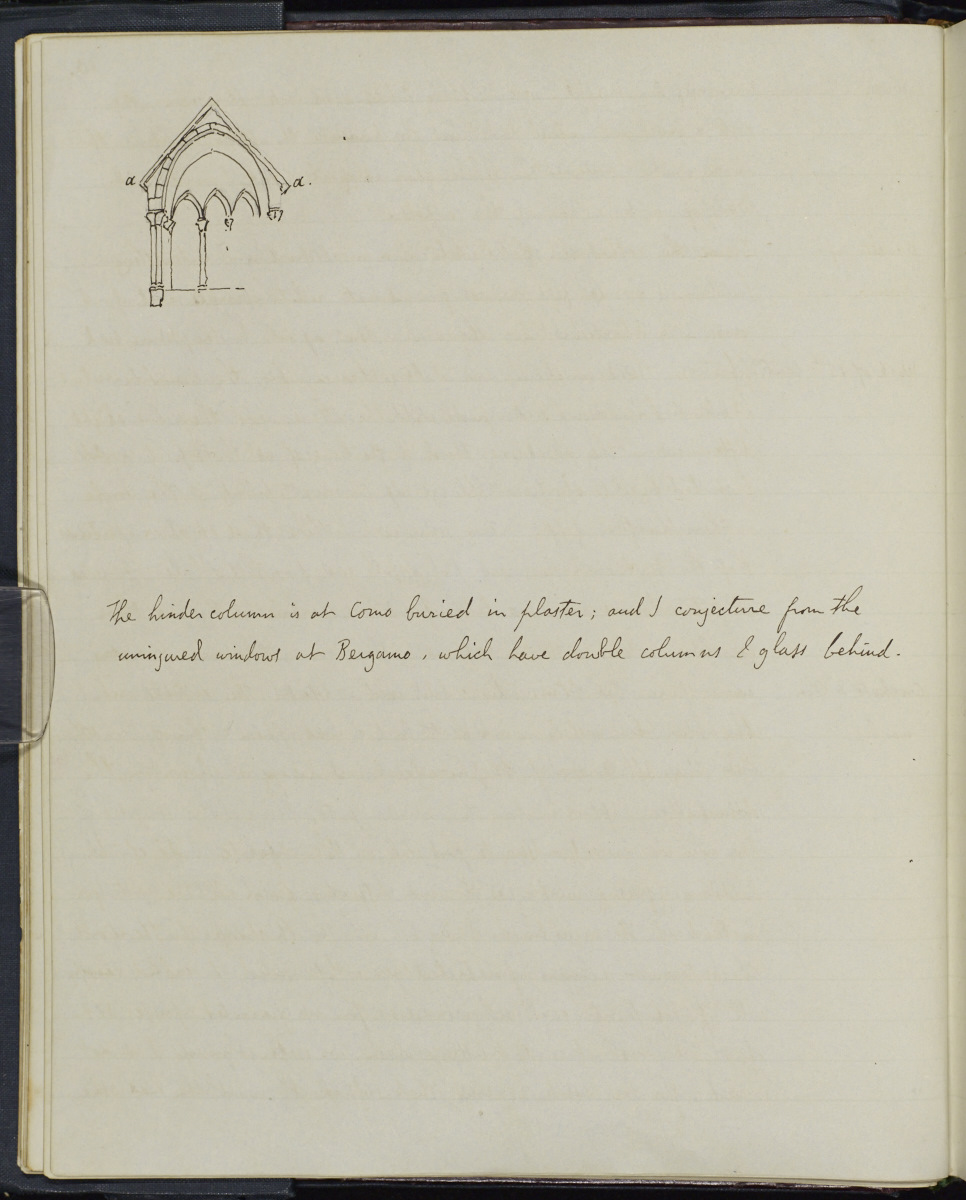 a a.
The hinder column is at Como buried in plaster; and I conjecture from the
uninjured windows at Bergamo, which have double columns & glass behind.